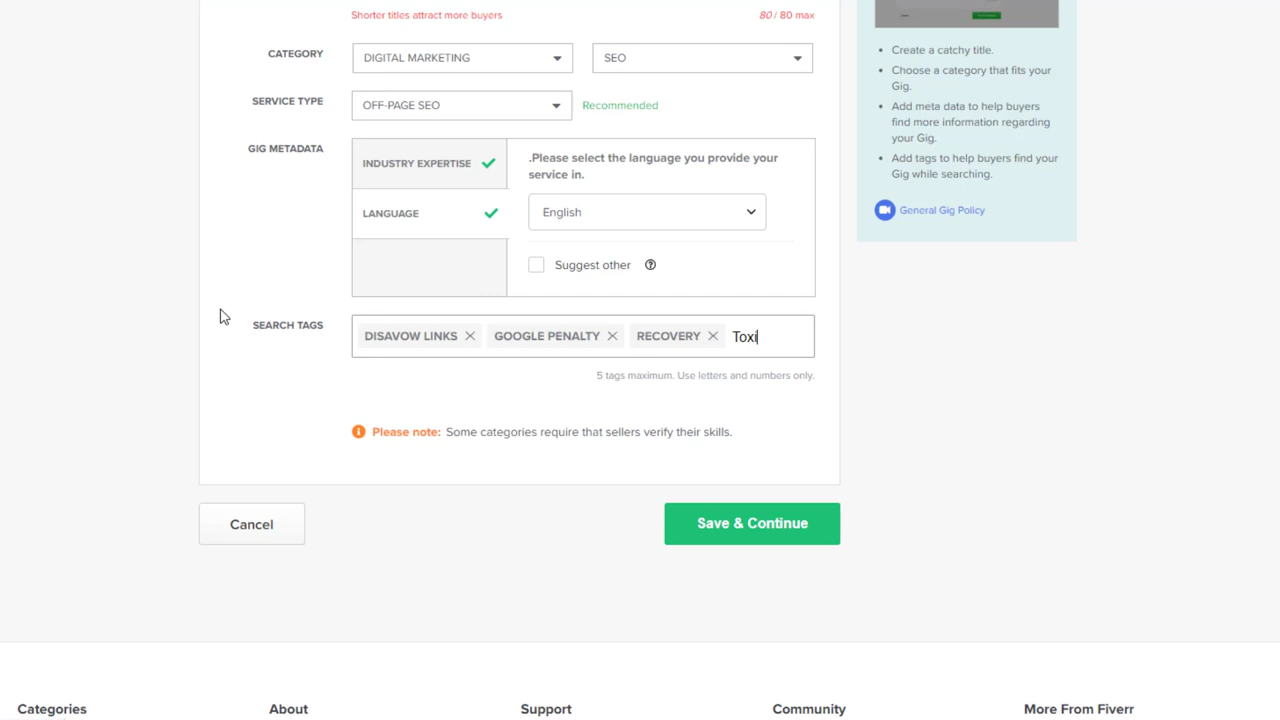 Shorter titles attract more buyers
80 / 80 max
CATEGORY
DIGITAL MARKETING
SEO
SERVICE TYPE
OFF-PAGE SEO
Recommended
GIG METADATA
INDUSTRY EXPERTISE
LANGUAGE
.Please select the language you provide your
service in.
English
Suggest other
SEARCH TAGS
DISAVOW LINKS
GOOGLE PENALTY
RECOVERY
Toxi
5 tags maximum. Use letters and numbers only.
Please note: Some categories require that sellers verify their skills.
Cancel
Save & Continue
Create a catchy title.
Choose a category that fits your
Gig.
Add meta data to help buyers
find more information regarding
your Gig.
Add tags to help buyers find your
Gig while searching.
General Gig Policy
Categories
About
Support
Community
More From Fiverr